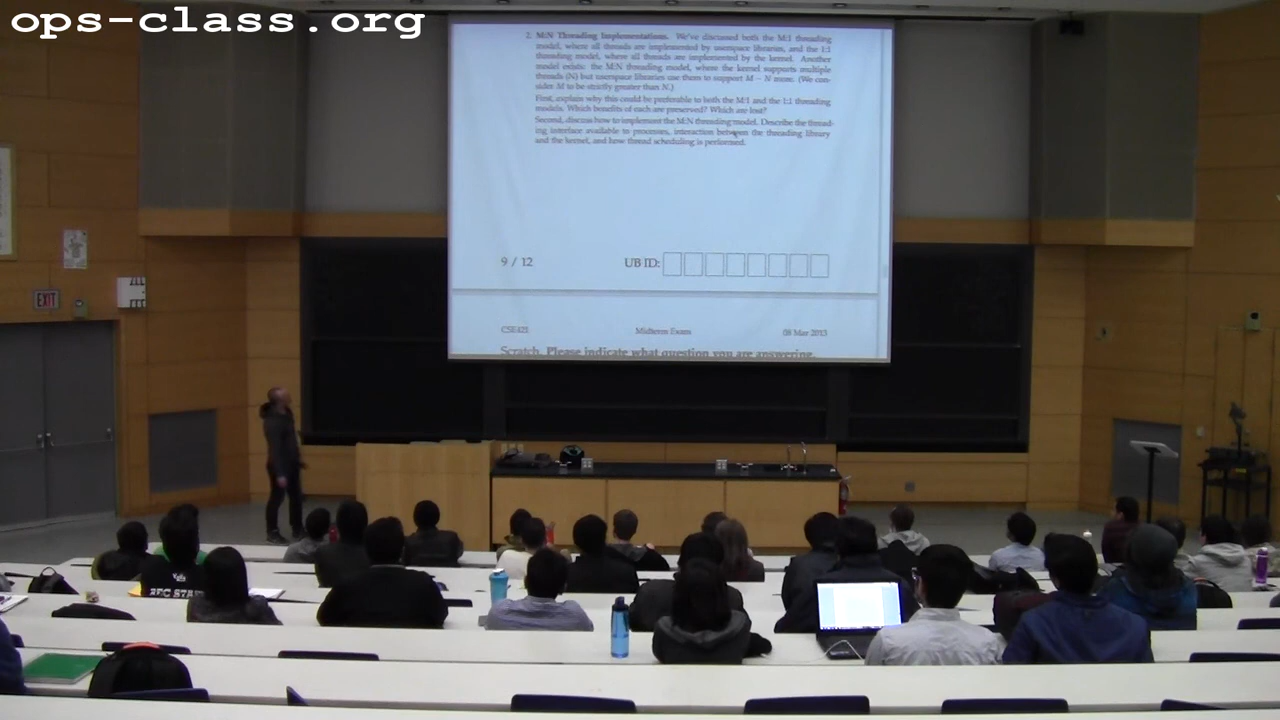 ops-class.org
2. M:N Threading Implementations. We've discussed both the M:1 threading
model, where all threads are implemented by userspace libraries, and the 1:1
threading model, where all threads are implemented by the kernel. Another
model exists: the M:N threading model, where the kernel supports multiple
threads (N) but userspace libraries use them to support M − N more. (We con-
sider M to be strictly greater than N.)
First, explain why this could be preferable to both the M:1 and the 1:1 threading
models. Which benefits of each are preserved? Which are lost?
Second, discuss how to implement the M:N threading model. Describe the thread-
ing interface available to processes, interaction between the threading library
and the kernel, and how thread scheduling is performed.
9 / 12 UB ID:
CSE421 Midterm Exam 08 Mar 2013
Scratch. Please indicate what question you are answering.
EXIT